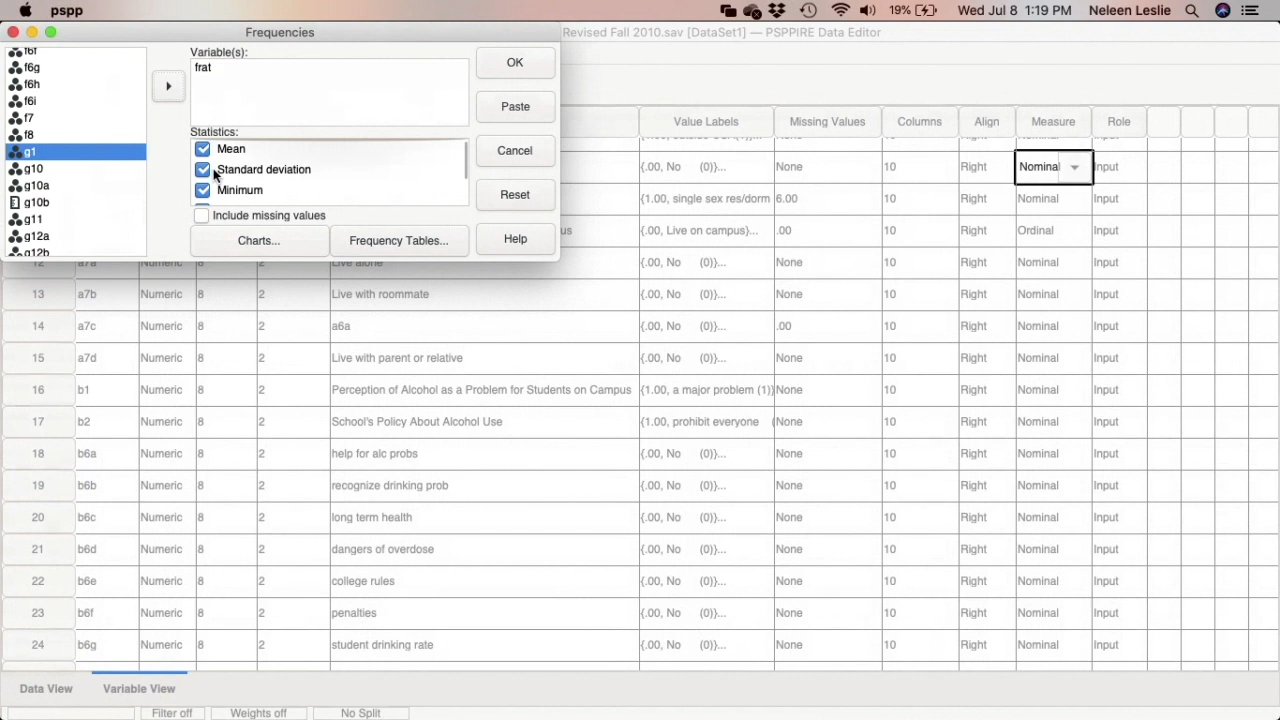 pspp 19% Wed Jul 8 1:19 PM Neleen Leslie
Frequencies
Revised Fall 2010.sav [DataSet1] — PSPPIRE Data Editor
f6f
f6g
f6h
f6i
f7
f8
g1
g10
g10a
g10b
g11
g12a
g12b
Variable(s):
frat
Statistics:
Mean
Standard deviation
Minimum
Include missing values
Charts...
Frequency Tables...
OK
Paste
Cancel
Reset
Help
Value Labels Missing Values Columns Align Measure Role
None 10 Right Nominal Input
{1.00, single sex res/dorm 6.00 10 Right Nominal Input
us {.00, Live on campus}... .00 10 Right Ordinal Input
12 a7a Numeric 8 2 Live alone {.00, No (0)}... None 10 Right Nominal Input
13 a7b Numeric 8 2 Live with roommate {.00, No (0)}... None 10 Right Nominal Input
14 a7c Numeric 8 2 a6a {.00, No (0)}... .00 10 Right Nominal Input
15 a7d Numeric 8 2 Live with parent or relative {.00, No (0)}... None 10 Right Nominal Input
16 b1 Numeric 8 2 Perception of Alcohol as a Problem for Students on Campus {1.00, a major problem (1)} None 10 Right Nominal Input
17 b2 Numeric 8 2 School's Policy About Alcohol Use {1.00, prohibit everyone ( None 10 Right Nominal Input
18 b6a Numeric 8 2 help for alc probs {.00, No (0)}... None 10 Right Nominal Input
19 b6b Numeric 8 2 recognize drinking prob {.00, No (0)}... None 10 Right Nominal Input
20 b6c Numeric 8 2 long term health {.00, No (0)}... None 10 Right Nominal Input
21 b6d Numeric 8 2 dangers of overdose {.00, No (0)}... None 10 Right Nominal Input
22 b6e Numeric 8 2 college rules {.00, No (0)}... None 10 Right Nominal Input
23 b6f Numeric 8 2 penalties {.00, No (0)}... None 10 Right Nominal Input
24 b6g Numeric 8 2 student drinking rate {.00, No (0)}... None 10 Right Nominal Input
Data View Variable View
Filter off Weights off No Split